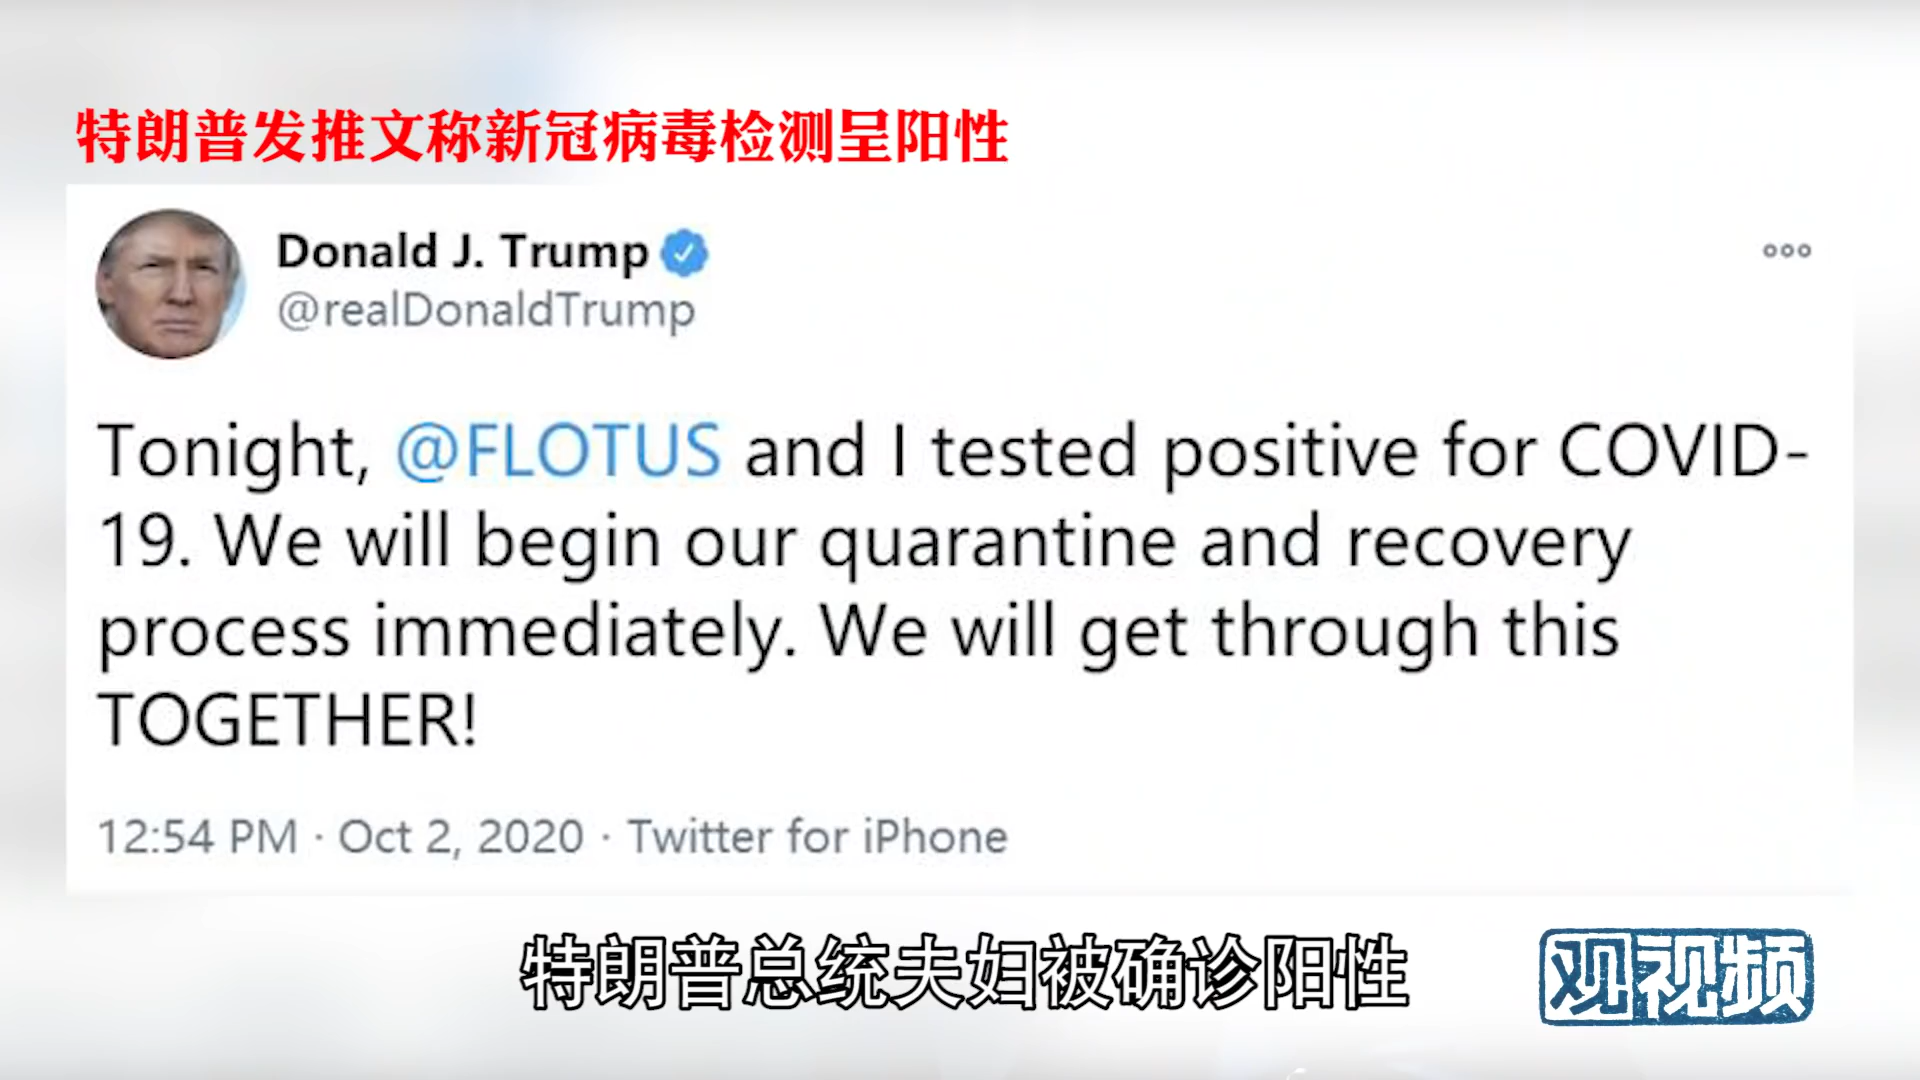 特朗普发推文称新冠病毒检测呈阳性
Donald J. Trump
@realDonaldTrump
Tonight, @FLOTUS and I tested positive for COVID-
19. We will begin our quarantine and recovery
process immediately. We will get through this
TOGETHER!
12:54 PM · Oct 2, 2020 · Twitter for iPhone
特朗普总统夫妇被确诊阳性
观视频